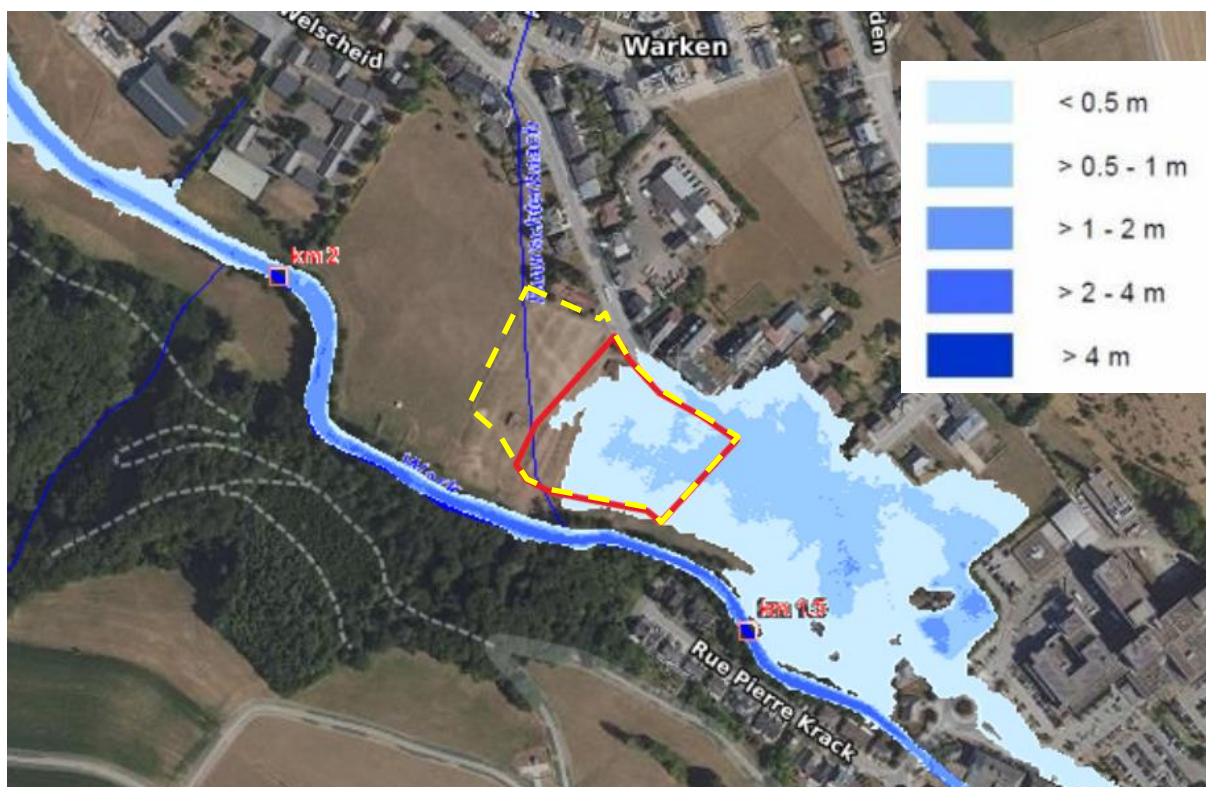 Welscheid
Warken
den
< 0.5 m
> 0.5 - 1 m
> 1 - 2 m
> 2 - 4 m
> 4 m
km 2
Wark
km 1.5
Rue Pierre Krack